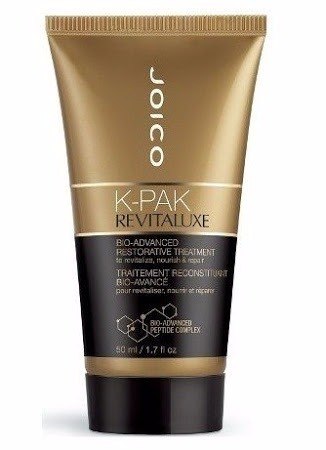 JOICO
K-PAK
REVITALUXE
BIO-ADVANCED
RESTORATIVE TREATMENT
to revitalize, nourish & repair
TRAITEMENT RECONSTITUANT
BIO-AVANCÉ
pour revitaliser, nourrir et réparer
BIO-ADVANCED
PEPTIDE COMPLEX
50 ml / 1.7 fl oz